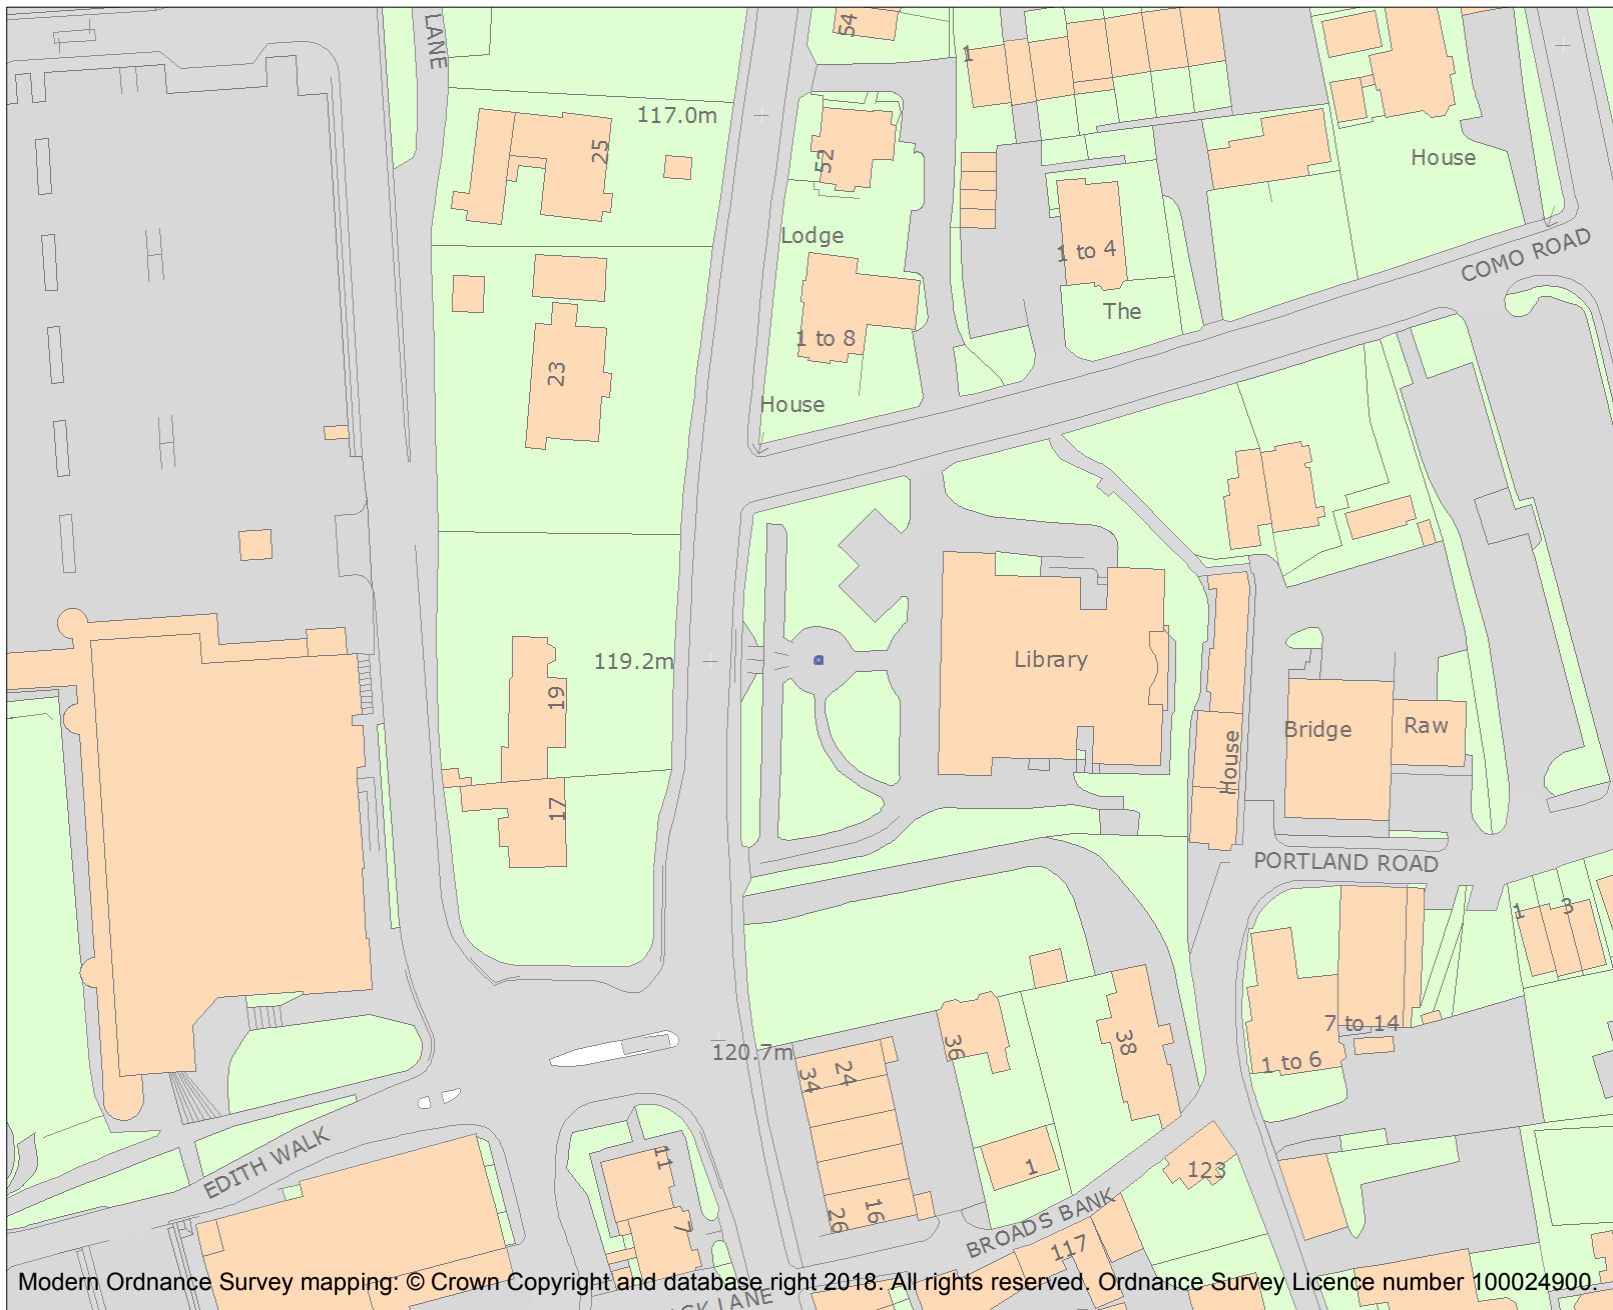 LANE
54
1
117.0m
25
52
House
Lodge
1 to 4
COMO ROAD
The
1 to 8
23
House
119.2m
Library
19
House
Bridge
Raw
17
PORTLAND ROAD
1
3
7 to 14
36
38
120.7m
1 to 6
34
24
EDITH WALK
11
1
123
26
16
7
BROADS BANK
117
Modern Ordnance Survey mapping: © Crown Copyright and database right 2018. All rights reserved. Ordnance Survey Licence number 100024900.
LANE